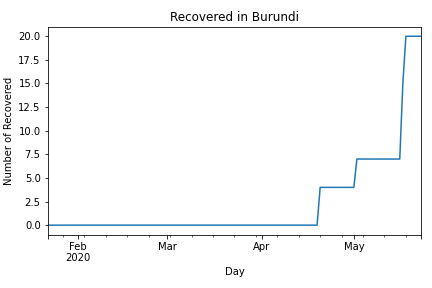 Recovered in Burundi
20.0
17.5
15.0
12.5
10.0
7.5
5.0
2.5
0.0
Number of Recovered
Feb
2020
Mar
Apr
May
Day